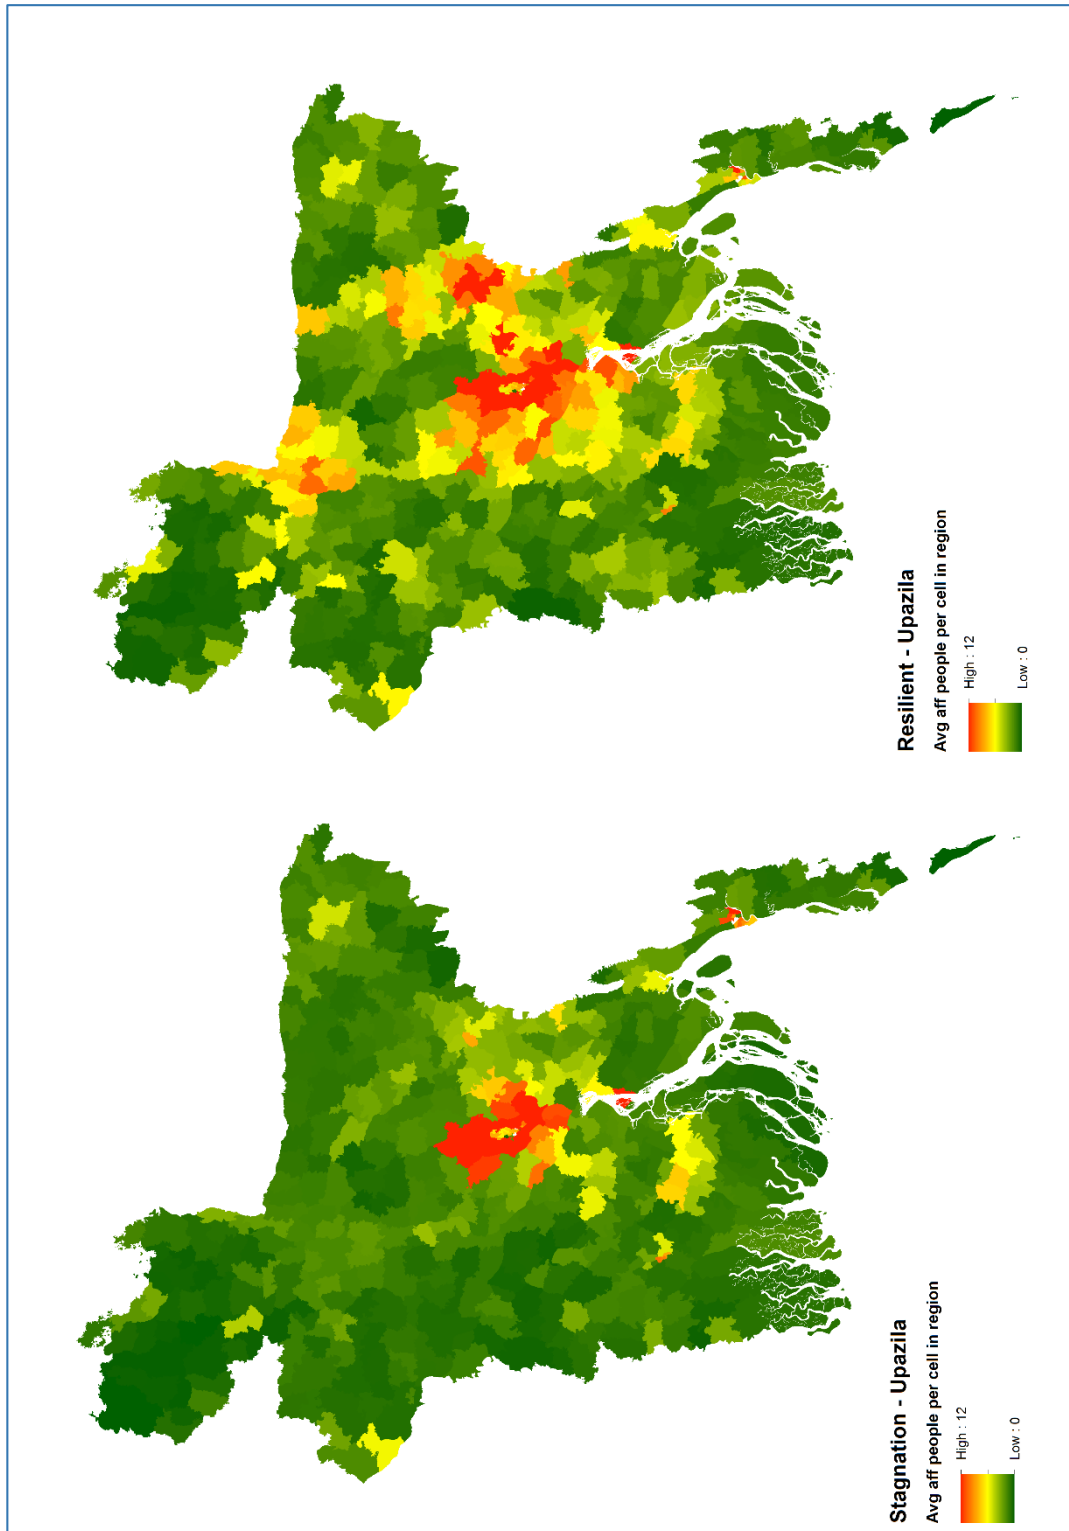 Resilient - Upazila
Avg aff people per cell in region
High : 12
Low : 0
Stagnation - Upazila
Avg aff people per cell in region
High : 12
Low : 0